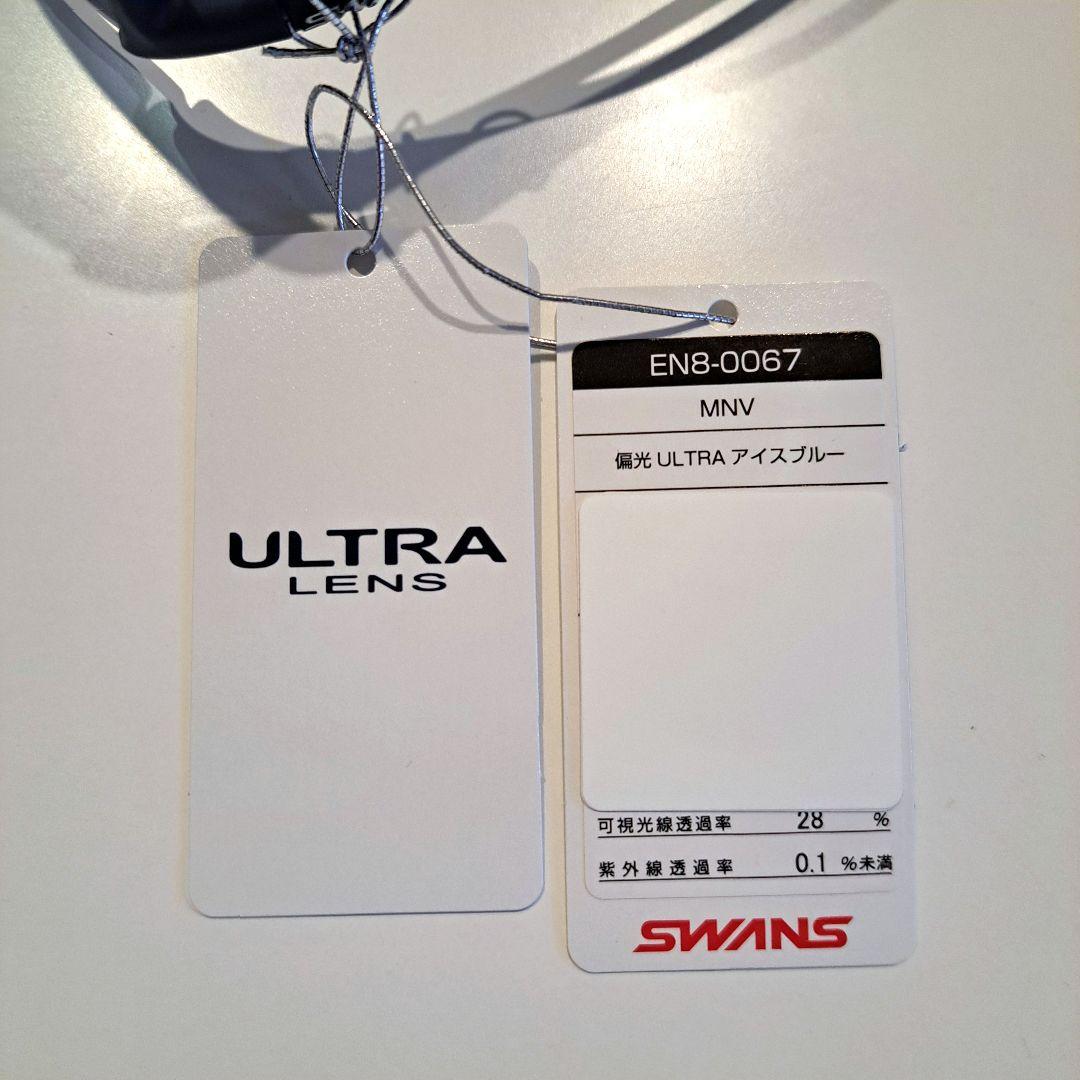 ULTRA
LENS
EN8-0067
MNV
偏光 ULTRA アイスブルー
可視光線透過率 28 %
紫外線透過率 0.1 %未満
SWANS